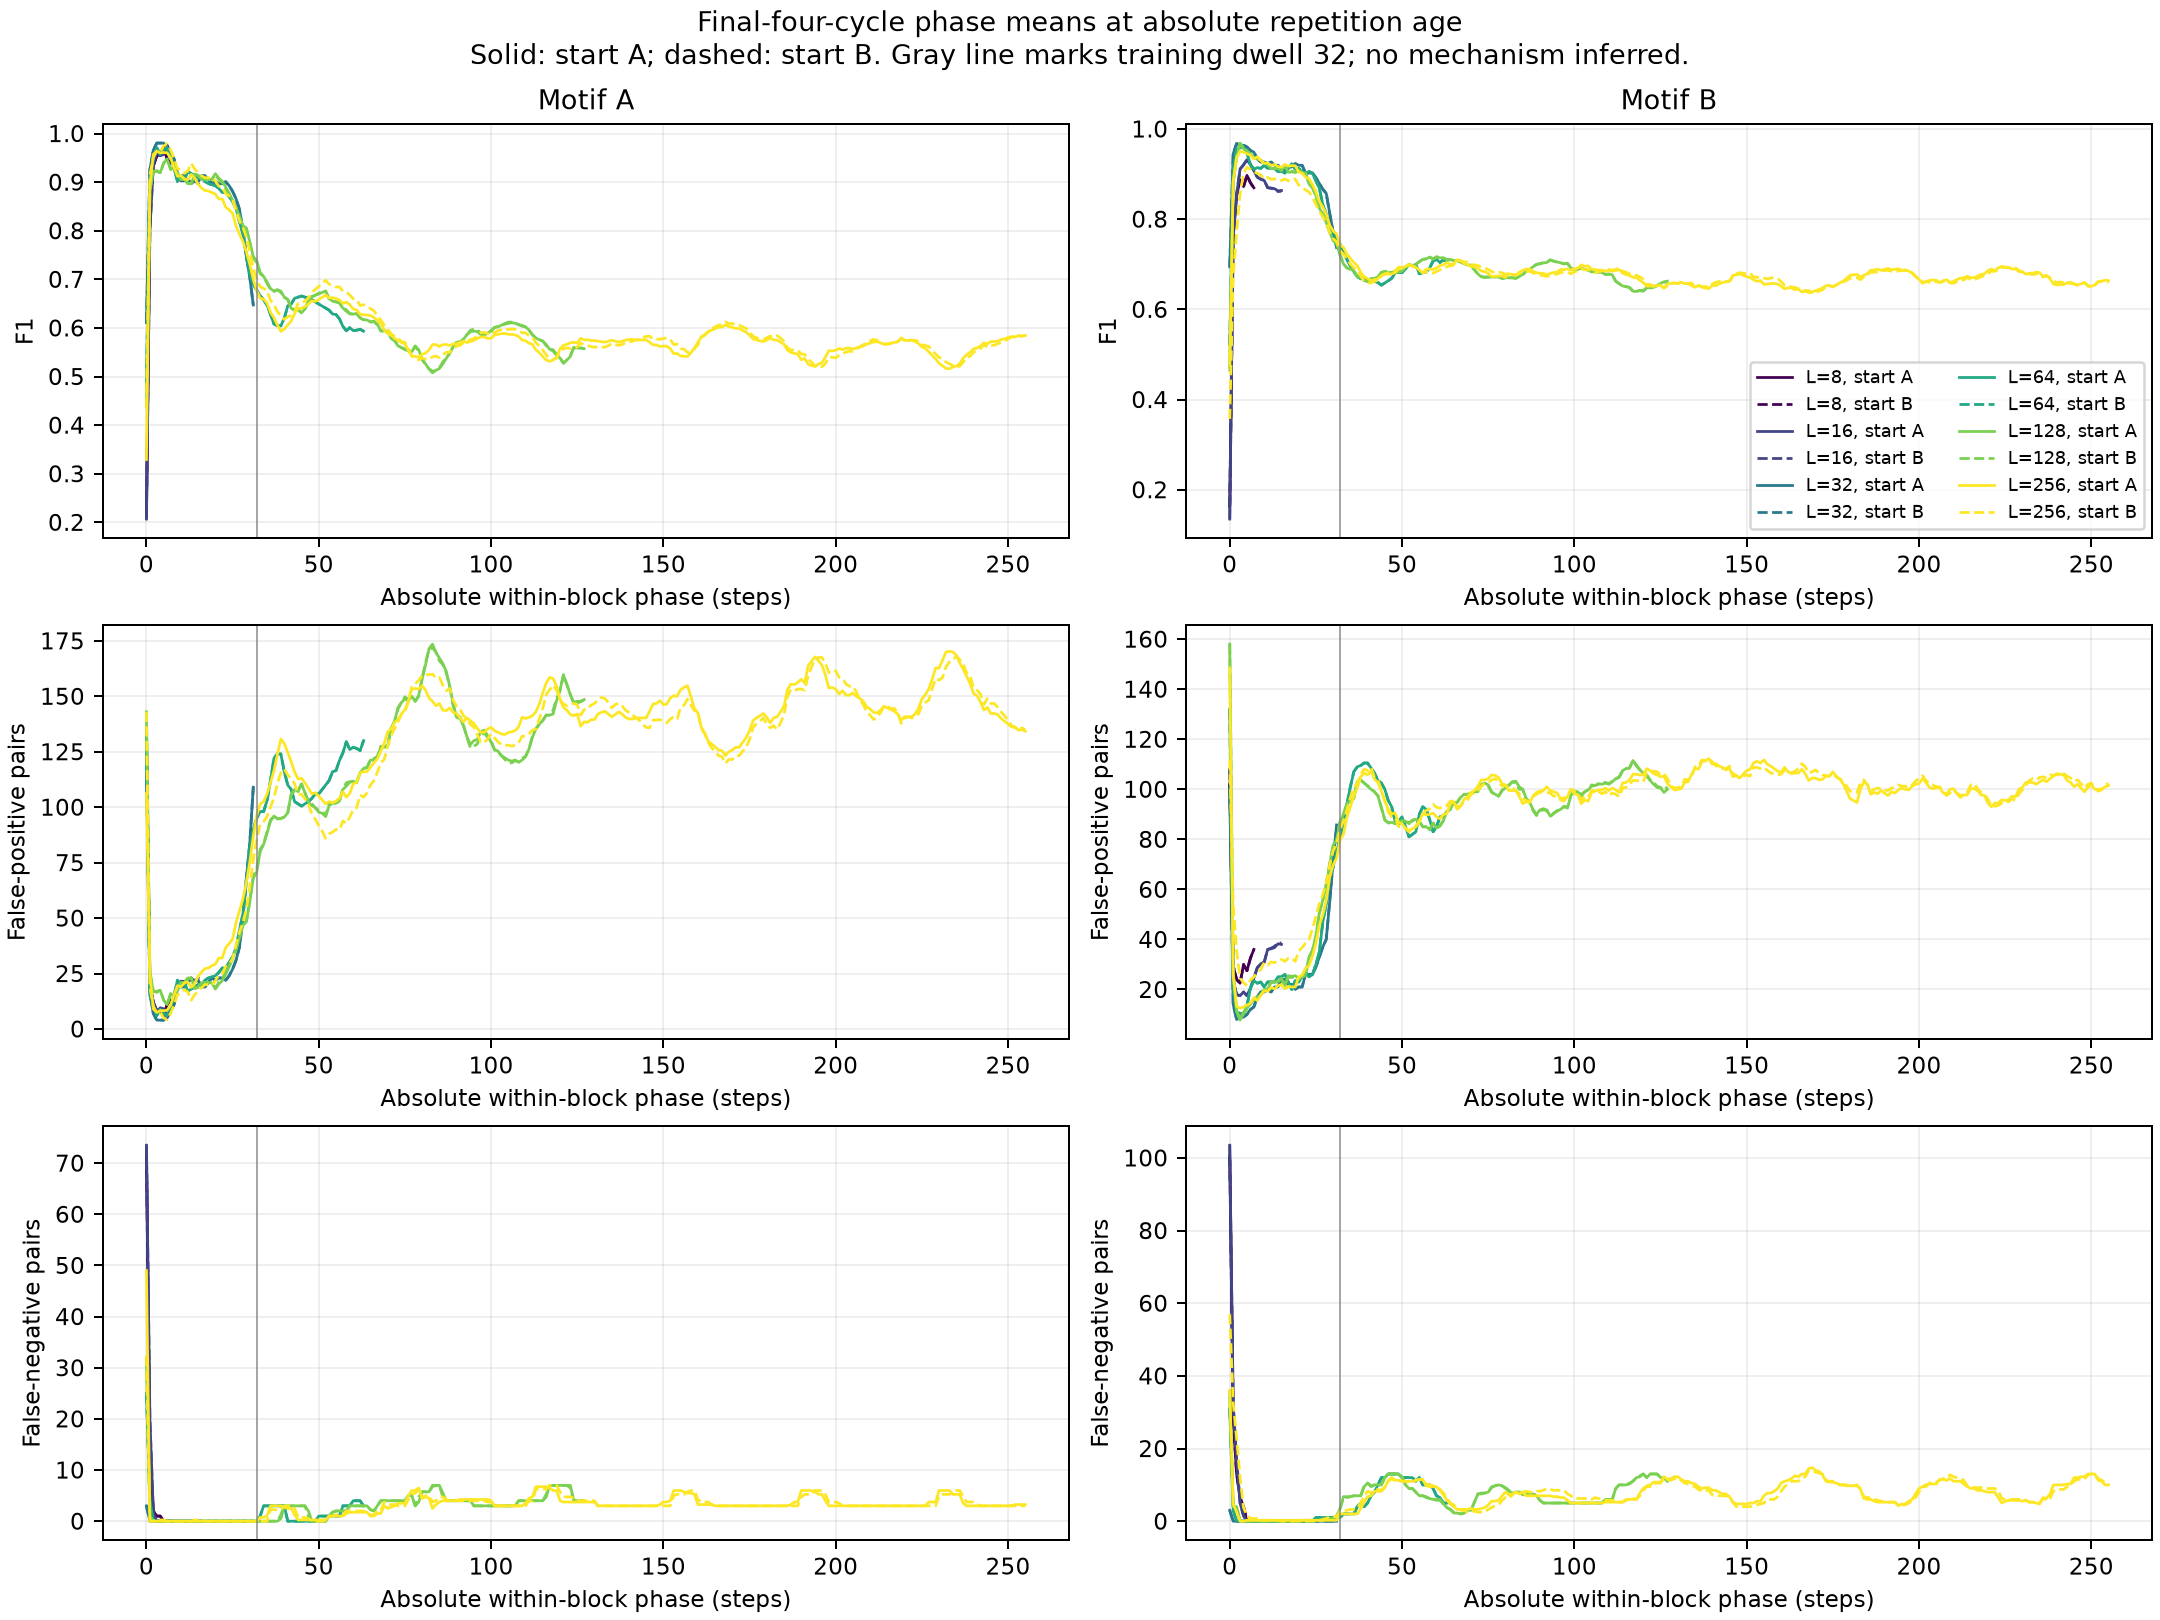 Final-four-cycle phase means at absolute repetition age
Solid: start A; dashed: start B. Gray line marks training dwell 32; no mechanism inferred.
Motif A
1.0
0.9
0.8
0.7
0.6
0.5
0.4
0.3
0.2
F1
0 50 100 150 200 250
Absolute within-block phase (steps)
Motif B
1.0
0.8
0.6
0.4
0.2
F1
L=8, start A
L=8, start B
L=16, start A
L=16, start B
L=32, start A
L=32, start B
L=64, start A
L=64, start B
L=128, start A
L=128, start B
L=256, start A
L=256, start B
0 50 100 150 200 250
Absolute within-block phase (steps)
175
150
125
100
75
50
25
0
False-positive pairs
0 50 100 150 200 250
Absolute within-block phase (steps)
160
140
120
100
80
60
40
20
False-positive pairs
0 50 100 150 200 250
Absolute within-block phase (steps)
70
60
50
40
30
20
10
0
False-negative pairs
0 50 100 150 200 250
Absolute within-block phase (steps)
100
80
60
40
20
0
False-negative pairs
0 50 100 150 200 250
Absolute within-block phase (steps)